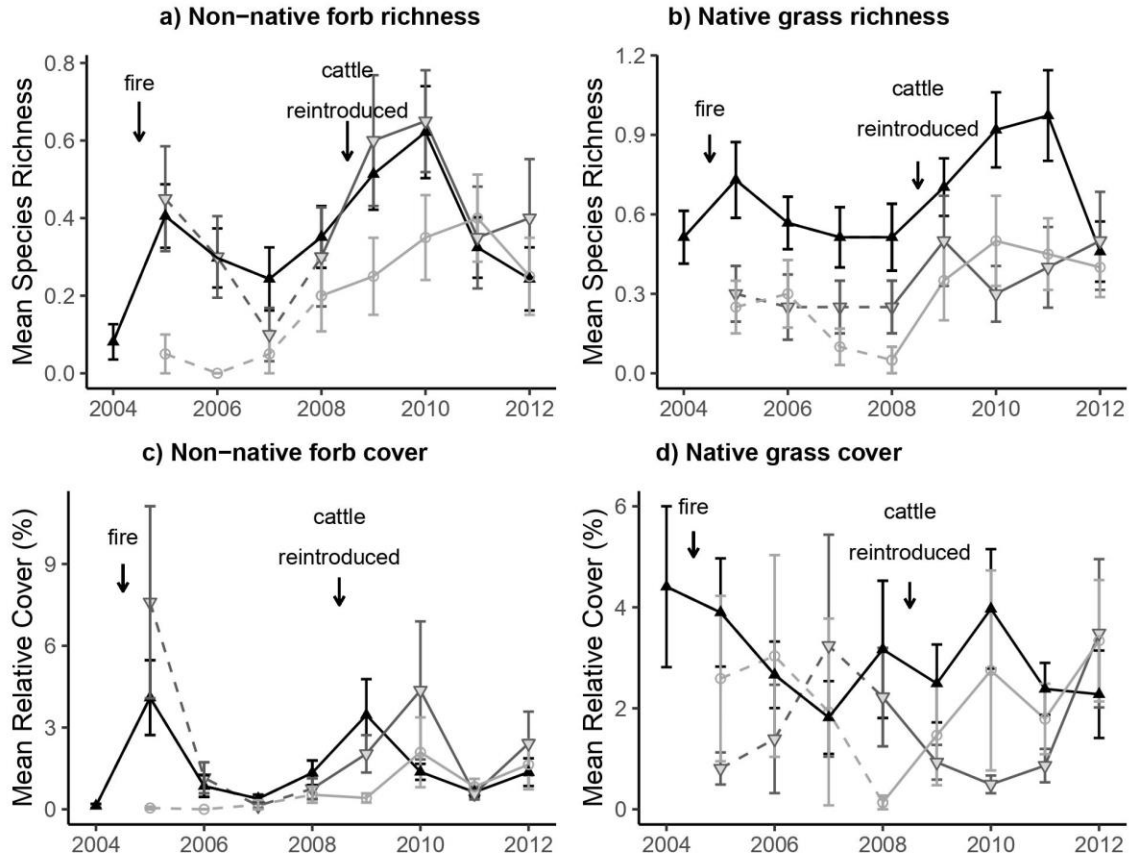 a) Non−native forb richness
Mean Species Richness
0.8
0.6
0.4
0.2
0.0
fire
cattle
reintroduced
2004 2006 2008 2010 2012
b) Native grass richness
Mean Species Richness
1.2
0.9
0.6
0.3
0.0
fire
cattle
reintroduced
2004 2006 2008 2010 2012
c) Non−native forb cover
Mean Relative Cover (%)
9
6
3
0
fire
cattle
reintroduced
2004 2006 2008 2010 2012
d) Native grass cover
Mean Relative Cover (%)
6
4
2
0
fire
cattle
reintroduced
2004 2006 2008 2010 2012